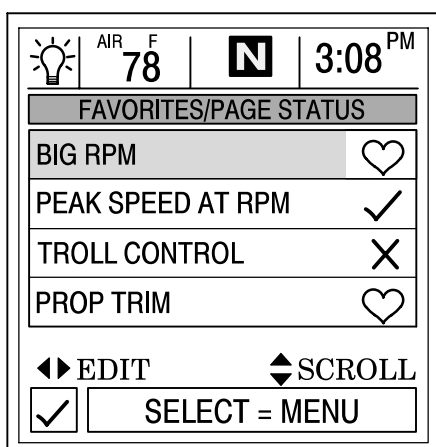 AIR F 78 N 3:08 PM
FAVORITES/PAGE STATUS
BIG RPM
PEAK SPEED AT RPM
TROLL CONTROL
PROP TRIM
EDIT SCROLL
SELECT = MENU